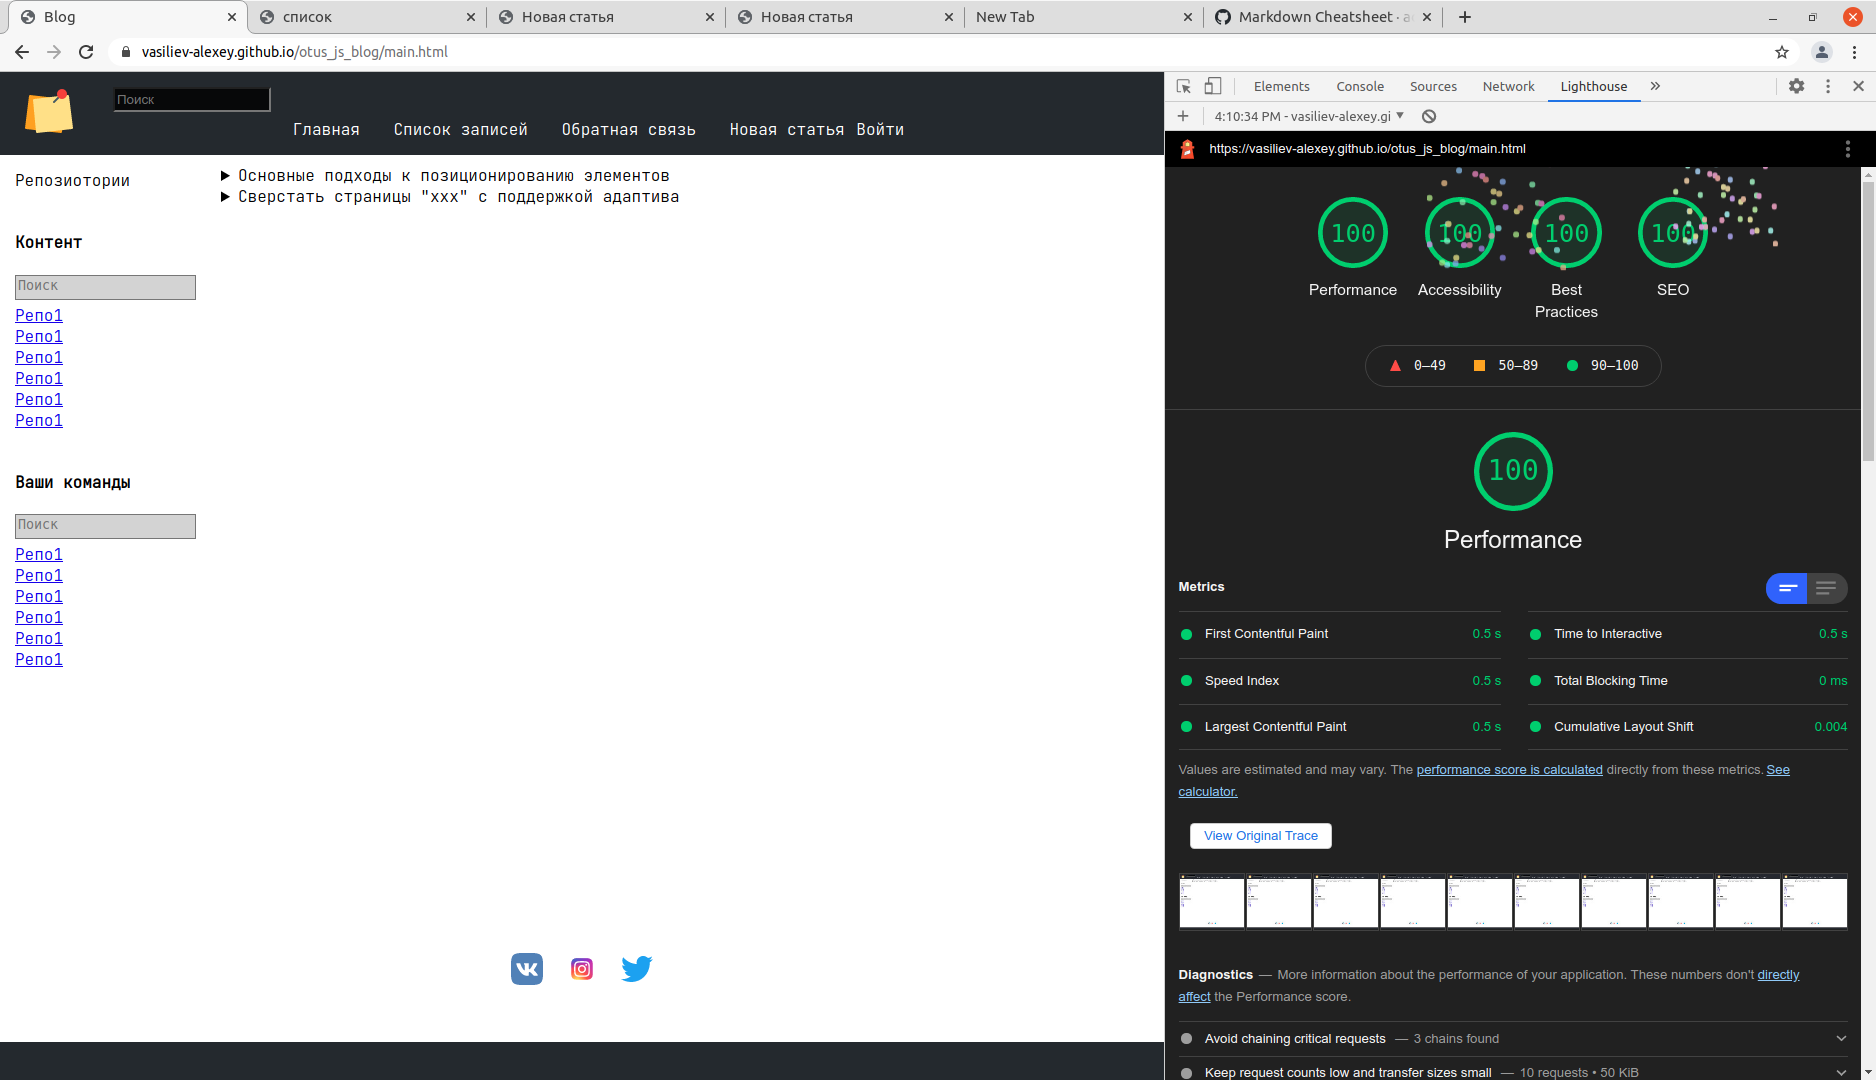 Blog
список
Новая статья
Новая статья
New Tab
Markdown Cheatsheet · a
vasiliev-alexey.github.io/otus_js_blog/main.html
Поиск
Главная
Список записей
Обратная связь
Новая статья
Войти
Репозиотории
Основные подходы к позиционированию элементов
Сверстать страницы "xxx" с поддержкой адаптива
Контент
Поиск
Репо1
Репо1
Репо1
Репо1
Репо1
Репо1
Ваши команды
Поиск
Репо1
Репо1
Репо1
Репо1
Репо1
Репо1
Elements
Console
Sources
Network
Lighthouse
4:10:34 PM - vasiliev-alexey.gi
https://vasiliev-alexey.github.io/otus_js_blog/main.html
100
100
100
100
Performance
Accessibility
Best
Practices
SEO
0–49
50–89
90–100
100
Performance
Metrics
First Contentful Paint 0.5 s
Time to Interactive 0.5 s
Speed Index 0.5 s
Total Blocking Time 0 ms
Largest Contentful Paint 0.5 s
Cumulative Layout Shift 0.004
Values are estimated and may vary. The performance score is calculated directly from these metrics. See
calculator.
View Original Trace
Diagnostics — More information about the performance of your application. These numbers don't directly
affect the Performance score.
Avoid chaining critical requests — 3 chains found
Keep request counts low and transfer sizes small — 10 requests • 50 KiB